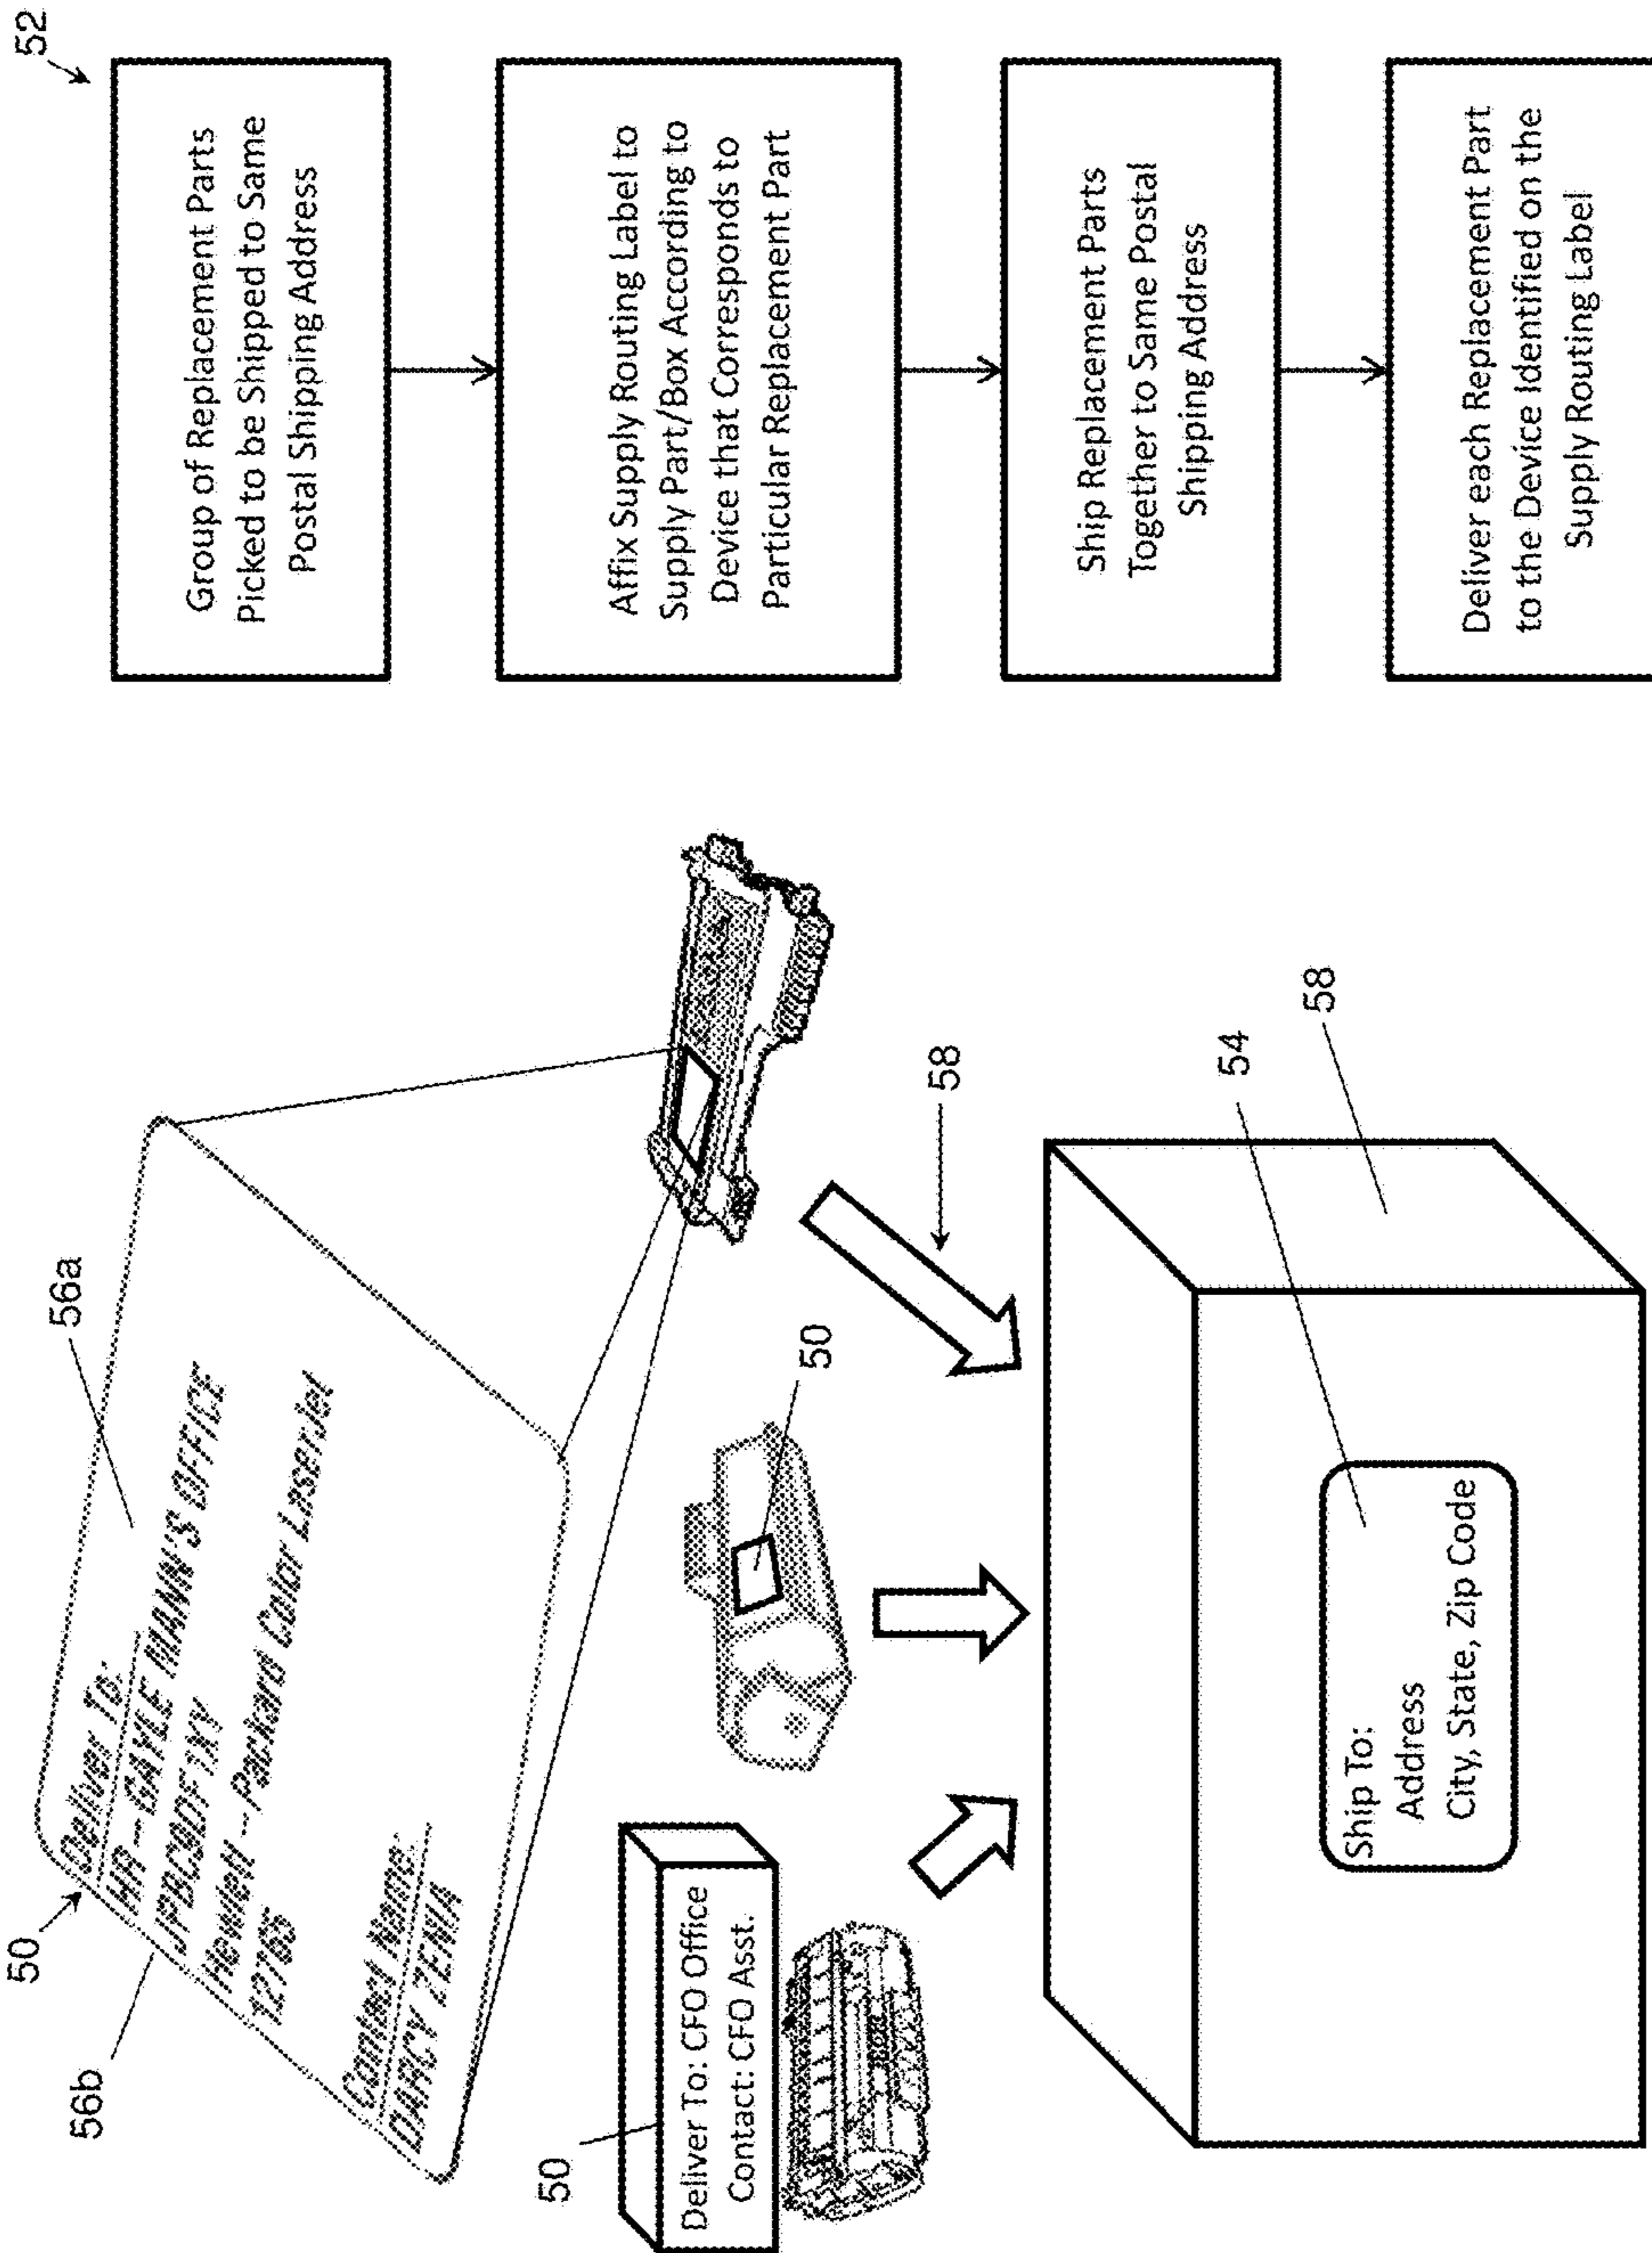 50
Deliver To:
HR-GAYLE MANN'S OFFICE
Hewlett-Packard Color LaserJet
12765
Contact Name:
DARCY ZENIA
56a
56b
50
Deliver To: CFO Office
Contact: CFO Asst.
50
58
Ship To:
Address
City, State, Zip Code
54
58
52
Group of Replacement Parts
Picked to be Shipped to Same
Postal Shipping Address
Affix Supply Routing Label to
Supply Part/Box According to
Device that Corresponds to
Particular Replacement Part
Ship Replacement Parts
Together to Same Postal
Shipping Address
Deliver each Replacement Part
to the Device Identified on the
Supply Routing Label